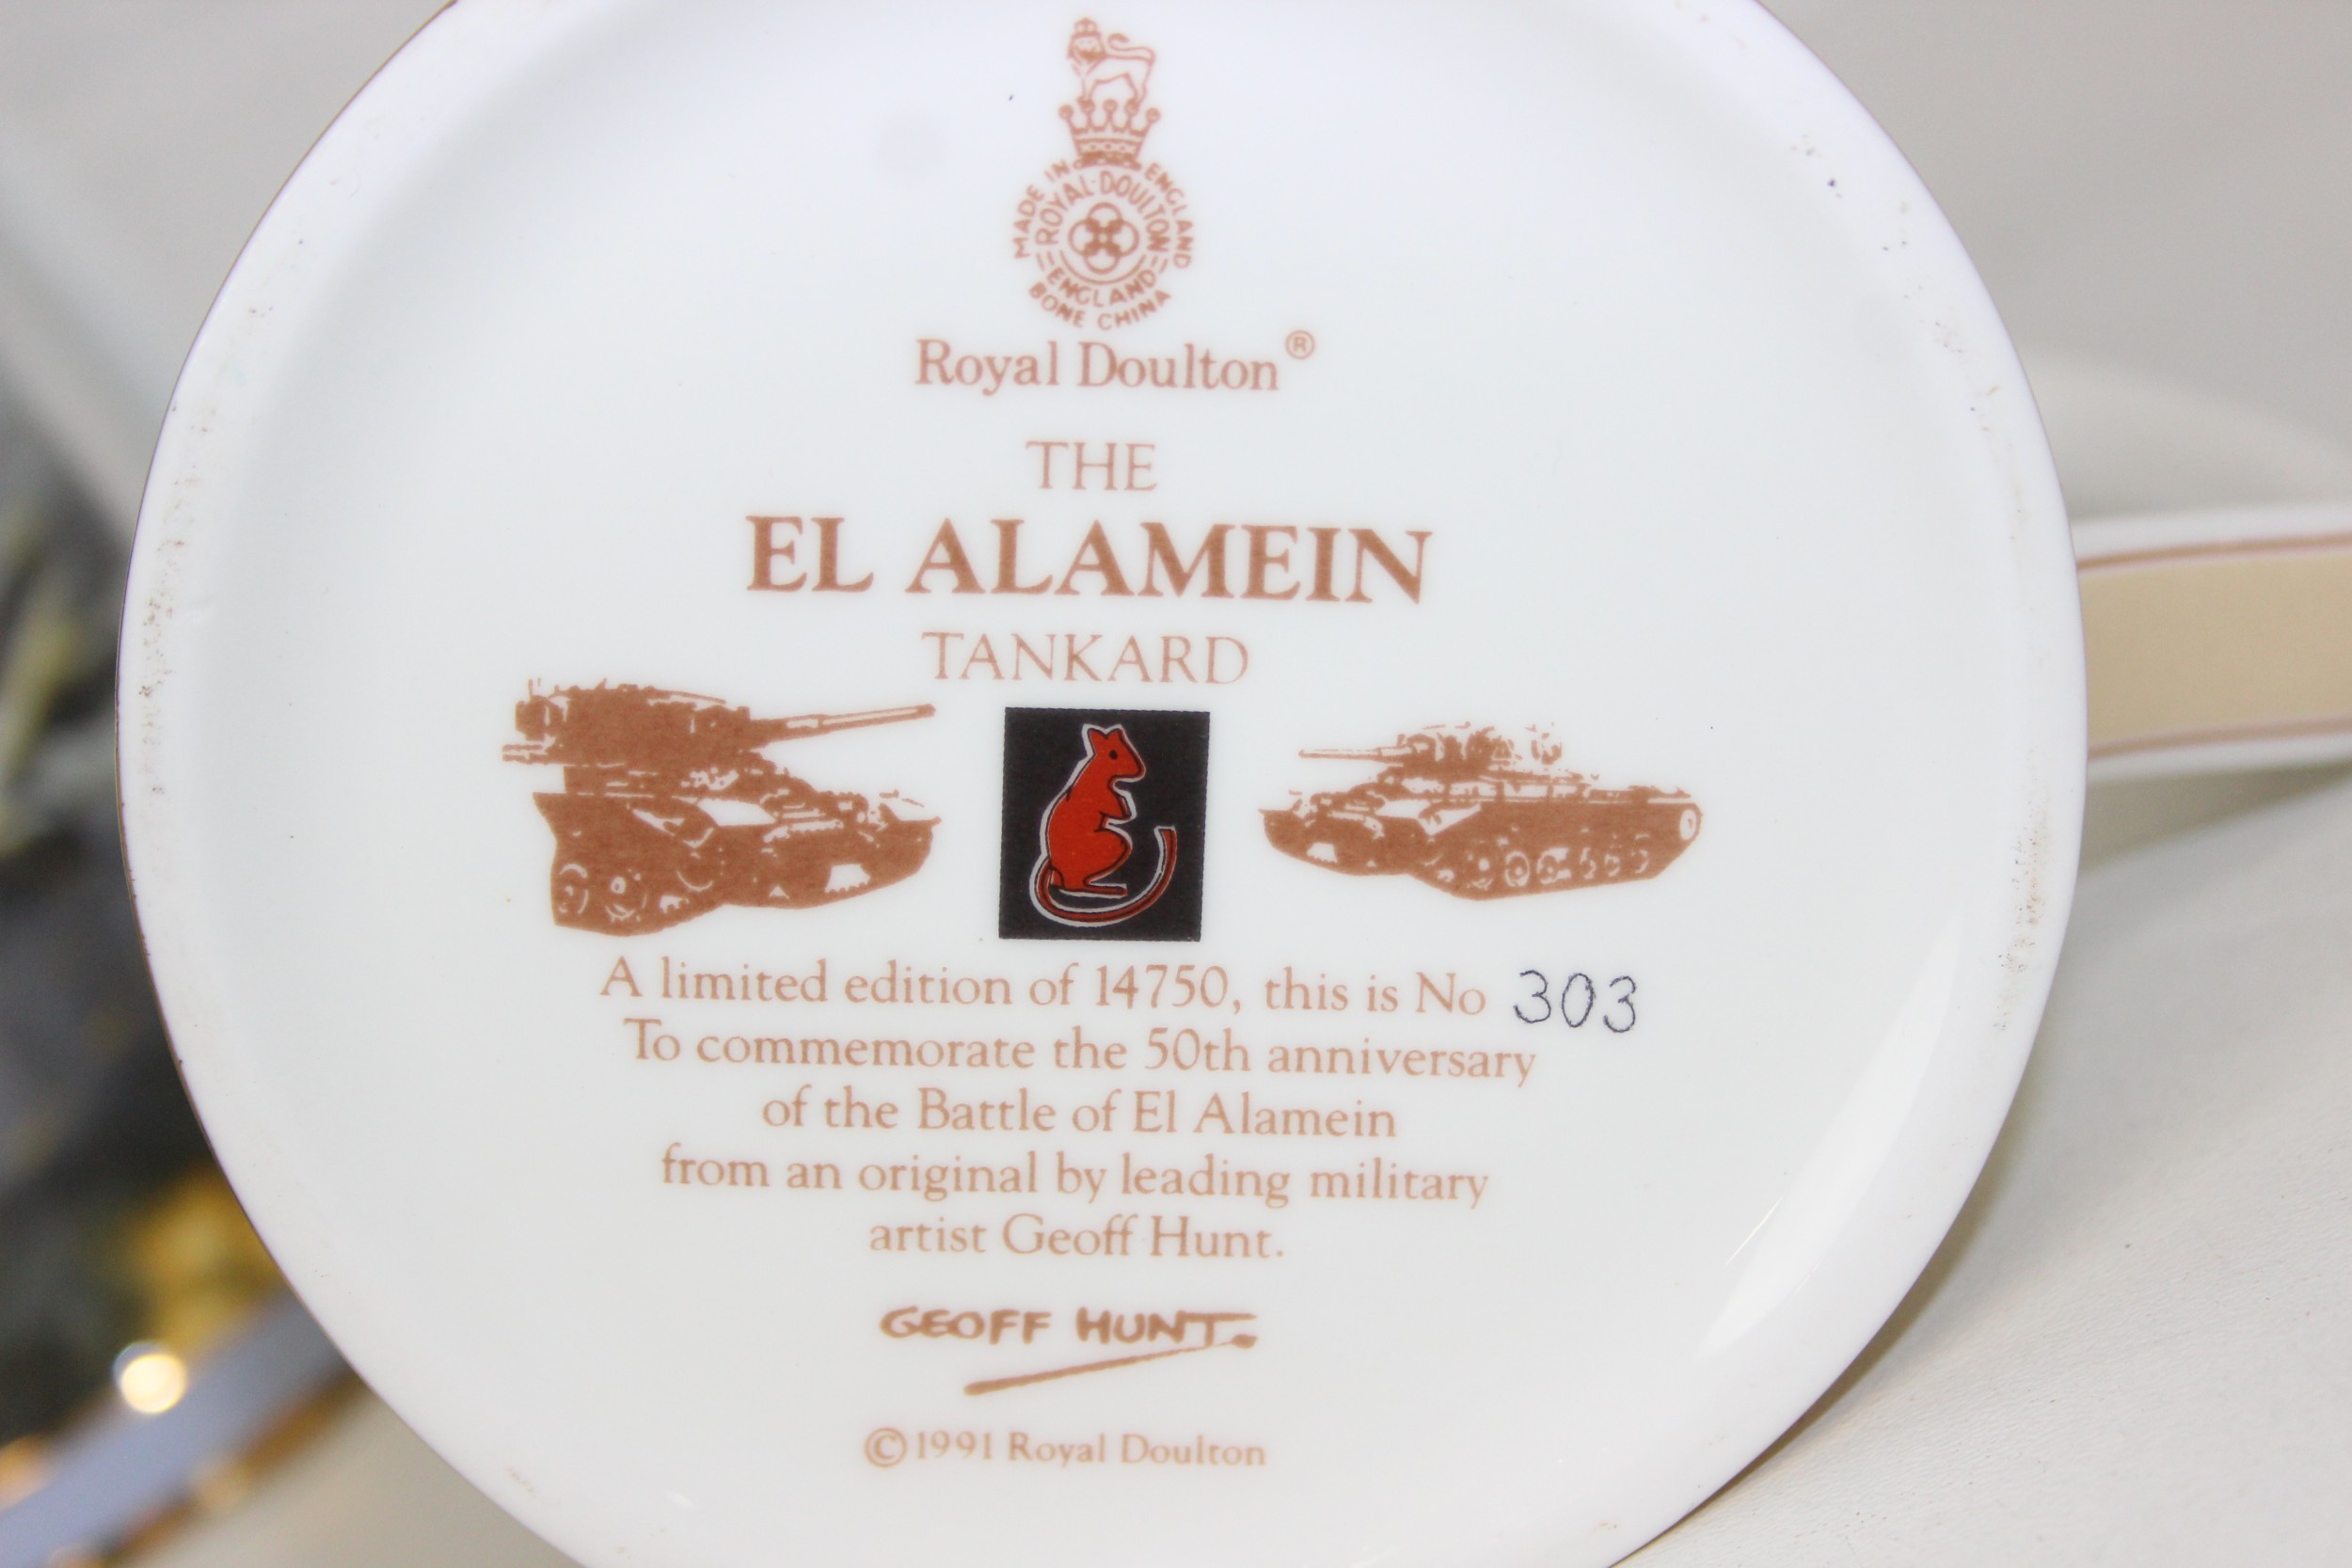 MADE IN ENGLAND
ROYAL·DOULTON
ENGLAND
BONE CHINA
Royal Doulton®
THE
EL ALAMEIN
TANKARD
A limited edition of 14750, this is No 303
To commemorate the 50th anniversary
of the Battle of El Alamein
from an original by leading military
artist Geoff Hunt.
GEOFF HUNT.
©1991 Royal Doulton